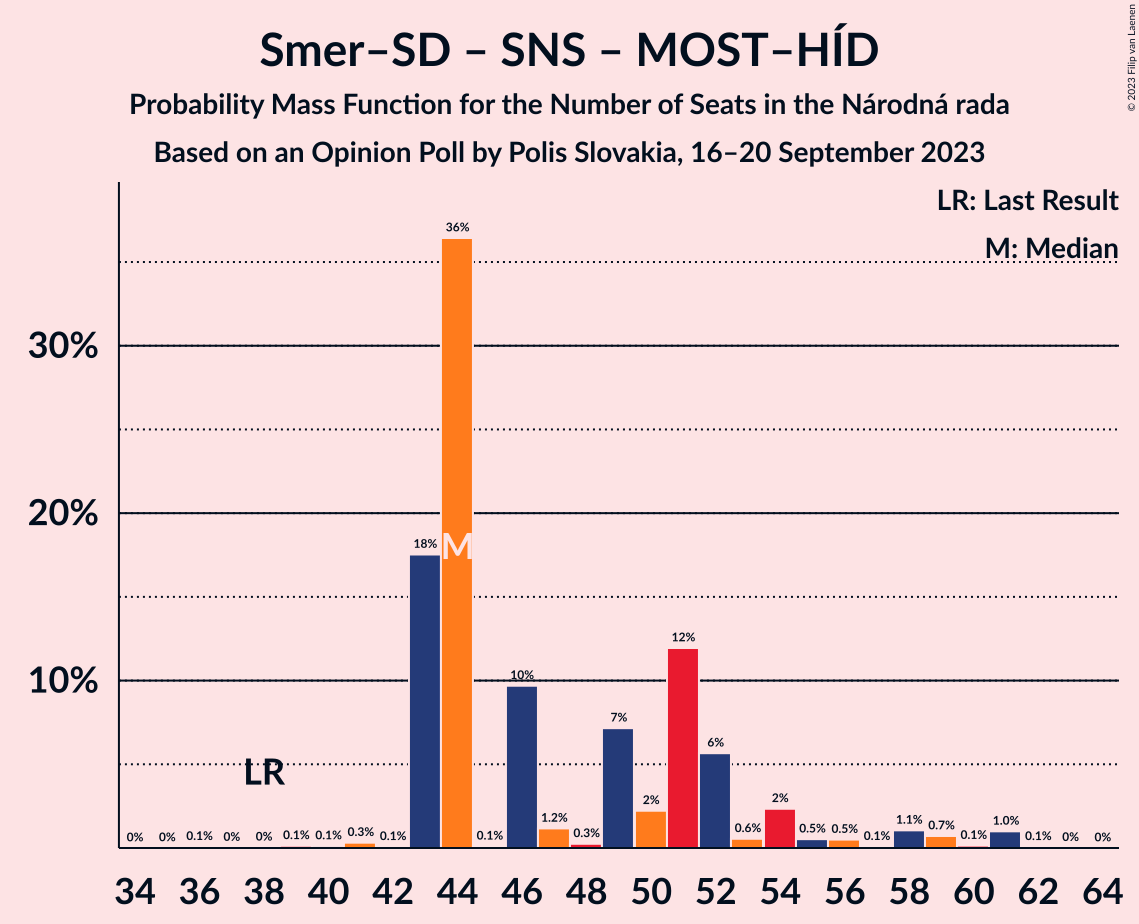 Smer–SD – SNS – MOST–HÍD
Probability Mass Function for the Number of Seats in the Národná rada
Based on an Opinion Poll by Polis Slovakia, 16–20 September 2023
© 2023 Filip van Laenen
LR: Last Result
M: Median
30%
20%
10%
0% 0% 0.1% 0% 0% 0.1% 0.1% 0.3% 0.1% 18% 36% 0.1% 10% 1.2% 0.3% 7% 2% 12% 6% 0.6% 2% 0.5% 0.5% 0.1% 1.1% 0.7% 0.1% 1.0% 0.1% 0% 0%
M
LR
34 36 38 40 42 44 46 48 50 52 54 56 58 60 62 64